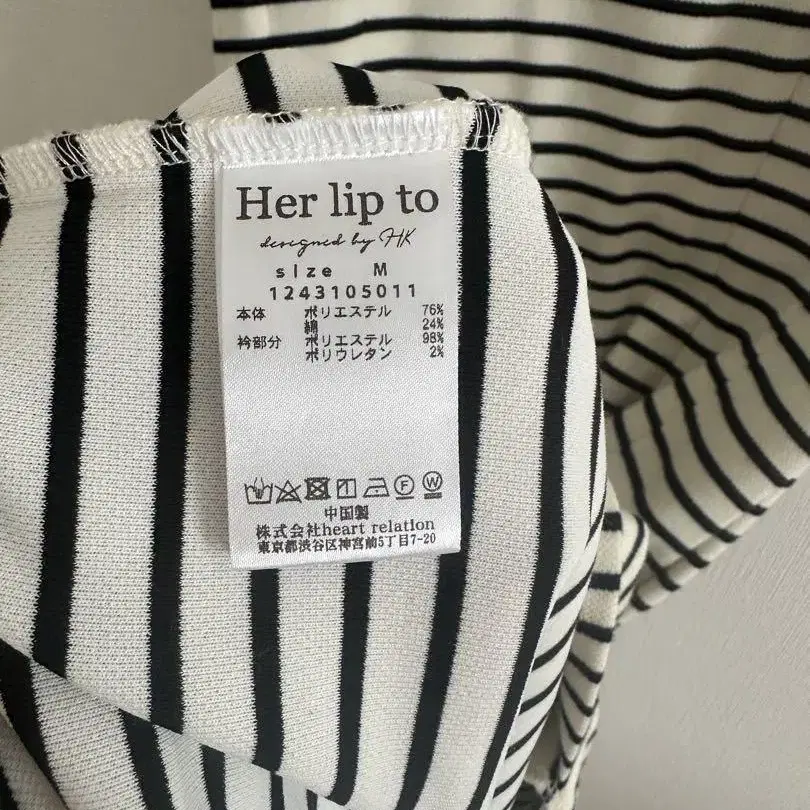 Her lip to
designed by HK
size M
1243105011
本体 ポリエステル 76%
綿 24%
衿部分 ポリエステル 98%
ポリウレタン 2%
F W
中国製
株式会社heart relation
東京都渋谷区神宮前5丁目7-20